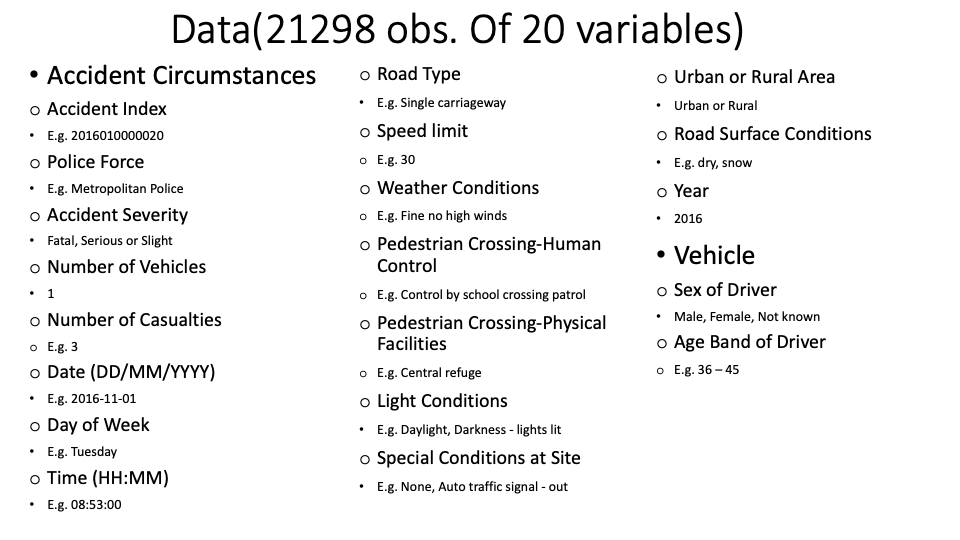 Data(21298 obs. Of 20 variables)
• Accident Circumstances
o Accident Index
• E.g. 2016010000020
o Police Force
• E.g. Metropolitan Police
o Accident Severity
• Fatal, Serious or Slight
o Number of Vehicles
• 1
o Number of Casualties
o E.g. 3
o Date (DD/MM/YYYY)
• E.g. 2016-11-01
o Day of Week
• E.g. Tuesday
o Time (HH:MM)
• E.g. 08:53:00
o Road Type
• E.g. Single carriageway
o Speed limit
o E.g. 30
o Weather Conditions
o E.g. Fine no high winds
o Pedestrian Crossing-Human
Control
o E.g. Control by school crossing patrol
o Pedestrian Crossing-Physical
Facilities
o E.g. Central refuge
o Light Conditions
• E.g. Daylight, Darkness - lights lit
o Special Conditions at Site
• E.g. None, Auto traffic signal - out
o Urban or Rural Area
• Urban or Rural
o Road Surface Conditions
• E.g. dry, snow
o Year
• 2016
• Vehicle
o Sex of Driver
• Male, Female, Not known
o Age Band of Driver
o E.g. 36 – 45